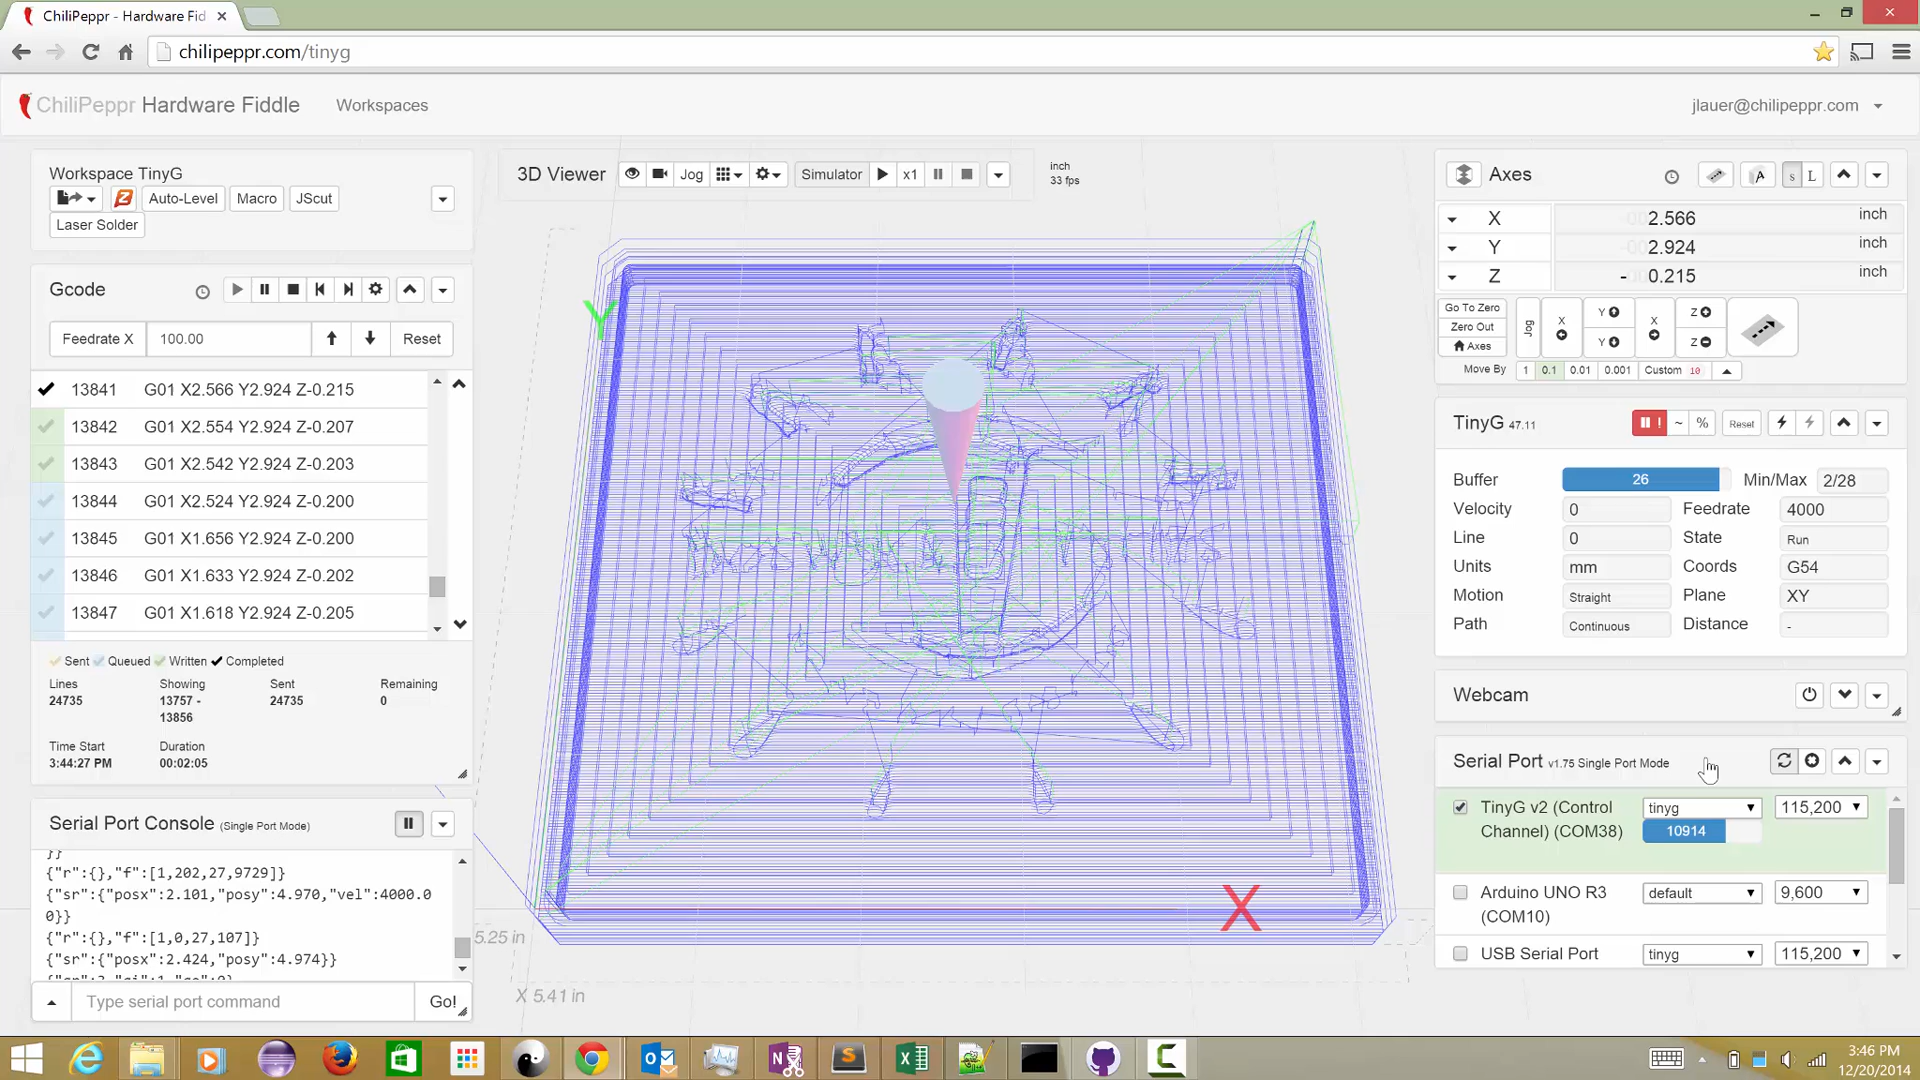 ChiliPeppr - Hardware Fid
chilipeppr.com/tinyg
ChiliPeppr Hardware Fiddle
Workspaces
jlauer@chilipeppr.com
Workspace TinyG
Auto-Level
Macro
JScut
Laser Solder
Gcode
Feedrate X
100.00
Reset
13841 G01 X2.566 Y2.924 Z-0.215
13842 G01 X2.554 Y2.924 Z-0.207
13843 G01 X2.542 Y2.924 Z-0.203
13844 G01 X2.524 Y2.924 Z-0.200
13845 G01 X1.656 Y2.924 Z-0.200
13846 G01 X1.633 Y2.924 Z-0.202
13847 G01 X1.618 Y2.924 Z-0.205
Sent Queued Written Completed
Lines Showing Sent Remaining
24735 13757 - 24735 0
13856
Time Start Duration
3:44:27 PM 00:02:05
Serial Port Console (Single Port Mode)
}}
{"r":{},"f":[1,202,27,9729]}
{"sr":{"posx":2.101,"posy":4.970,"vel":4000.0
0}}
{"r":{},"f":[1,0,27,107]}
{"sr":{"posx":2.424,"posy":4.974}}
Type serial port command
Go!
3D Viewer
Jog
Simulator
x1
inch
33 fps
Y
X
5.25 in
X 5.41 in
Axes
A
s L
X 2.566 inch
Y 2.924 inch
Z - 0.215 inch
Go To Zero
Zero Out
Axes
Jog
X
Y
Y
X
Z
Z
Move By 1 0.1 0.01 0.001 Custom 10
TinyG 47.11
!
~
%
Reset
Buffer 26 Min/Max 2/28
Velocity 0 Feedrate 4000
Line 0 State Run
Units mm Coords G54
Motion Straight Plane XY
Path Continuous Distance -
Webcam
Serial Port v1.75 Single Port Mode
TinyG v2 (Control tinyg 115,200
Channel) (COM38) 10914
Arduino UNO R3 default 9,600
(COM10)
USB Serial Port tinyg 115,200
3:46 PM
12/20/2014